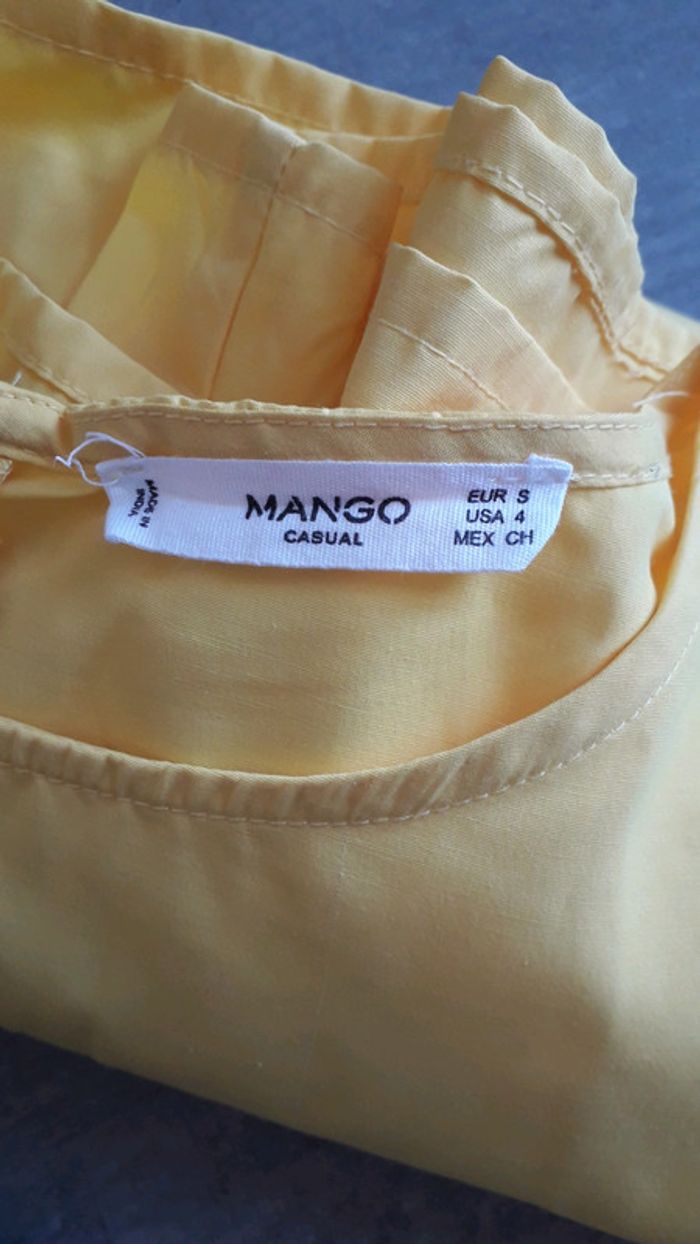 MADE IN
INDIA
MANGO
CASUAL
EUR S
USA 4
MEX CH